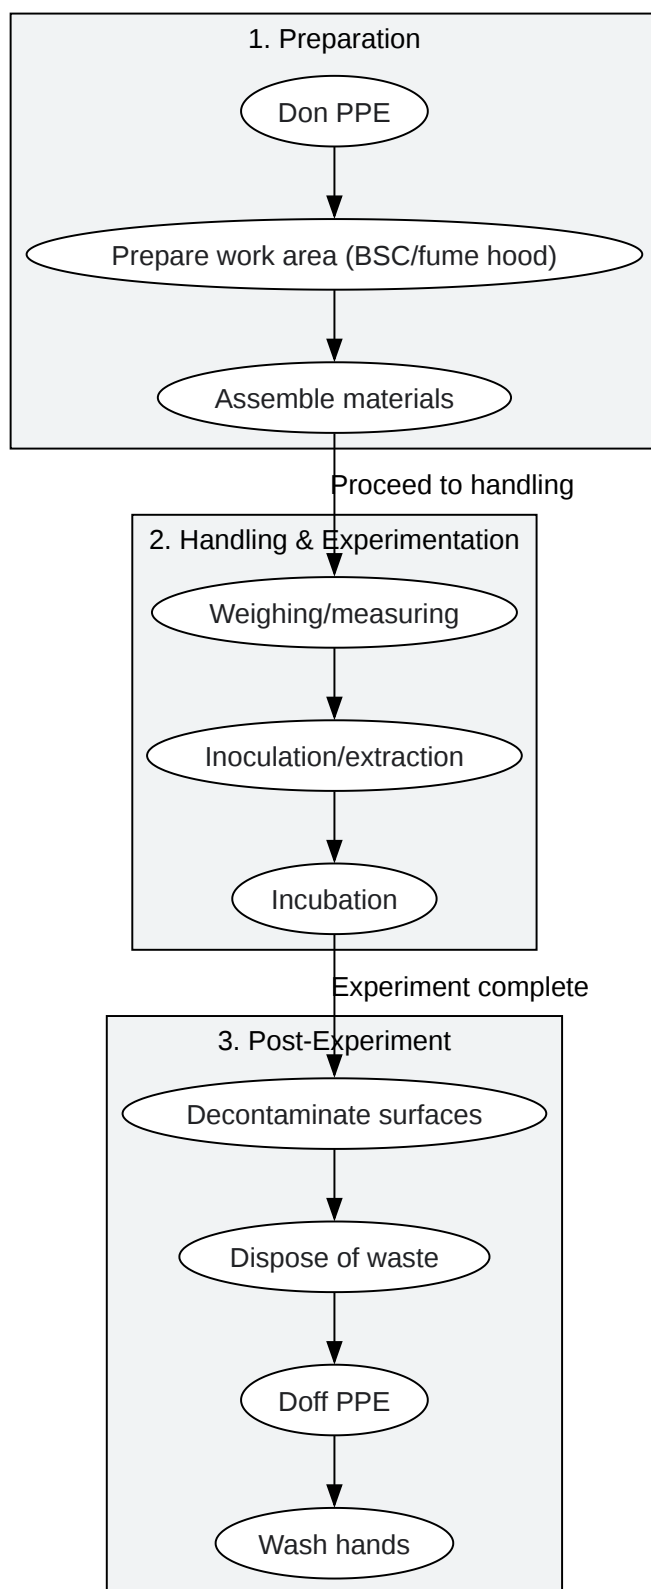 1. Preparation
Don PPE
Prepare work area (BSC/fume hood)
Assemble materials
Proceed to handling
2. Handling & Experimentation
Weighing/measuring
Inoculation/extraction
Incubation
Experiment complete
3. Post-Experiment
Decontaminate surfaces
Dispose of waste
Doff PPE
Wash hands